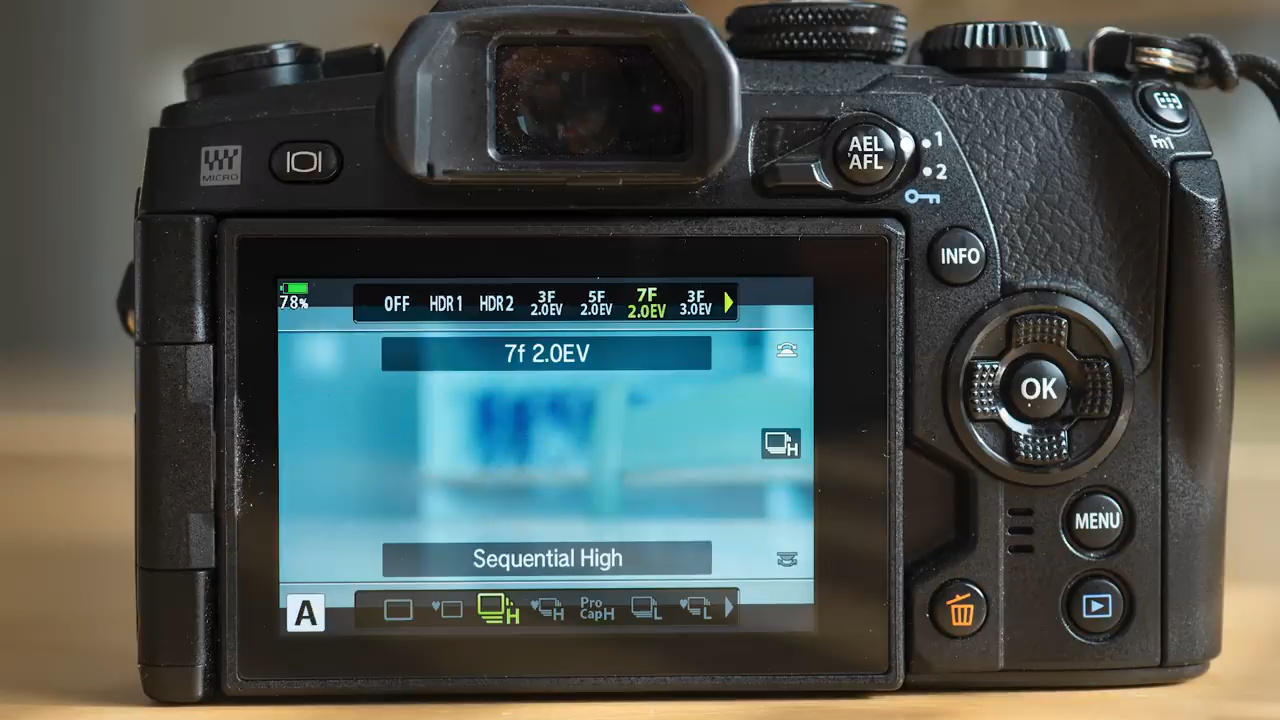 MICRO
AEL
AFL
1
2
Fn1
INFO
78%
OFF HDR1 HDR2 3F 2.0EV 5F 2.0EV 7F 2.0EV 3F 3.0EV
7f 2.0EV
H
OK
MENU
Sequential High
A
H H Pro CapH L L